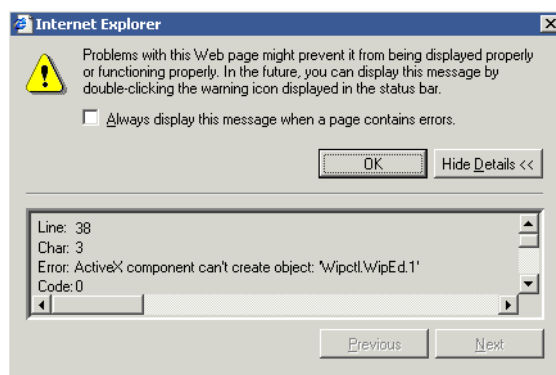 Internet Explorer
Problems with this Web page might prevent it from being displayed properly
or functioning properly. In the future, you can display this message by
double-clicking the warning icon displayed in the status bar.
Always display this message when a page contains errors.
OK
Hide Details <<
Line: 38
Char: 3
Error: ActiveX component can't create object: 'Wipctl.WipEd.1'
Code:0
Previous
Next